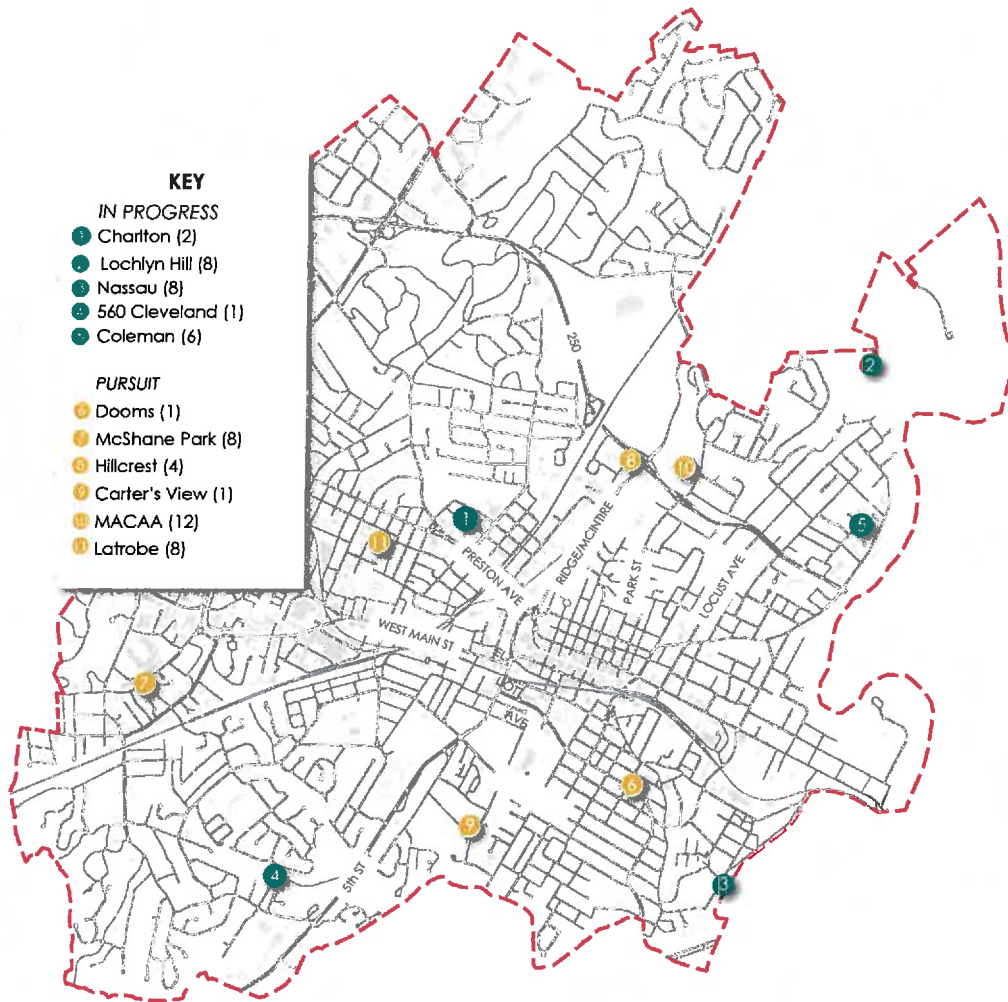 KEY
IN PROGRESS
1 Charlton (2)
Lochlyn Hill (8)
Nassau (8)
560 Cleveland (1)
Coleman (6)
PURSUIT
Dooms (1)
McShane Park (8)
Hillcrest (4)
Carter's View (1)
MACAA (12)
Latrobe (8)
250
2
8
10
1
5
11
RIDGE/MCINTIRE
PARK ST
LOCUST AVE
PRESTON AVE
WEST MAIN ST
7
AVE
6
9
4
5th ST
3